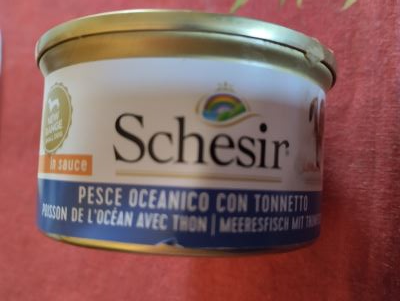 Schesir
in sauce
PESCE OCEANICO CON TONNETTO
POISSON DE L'OCÉAN AVEC THON | MEERESFISCH MIT